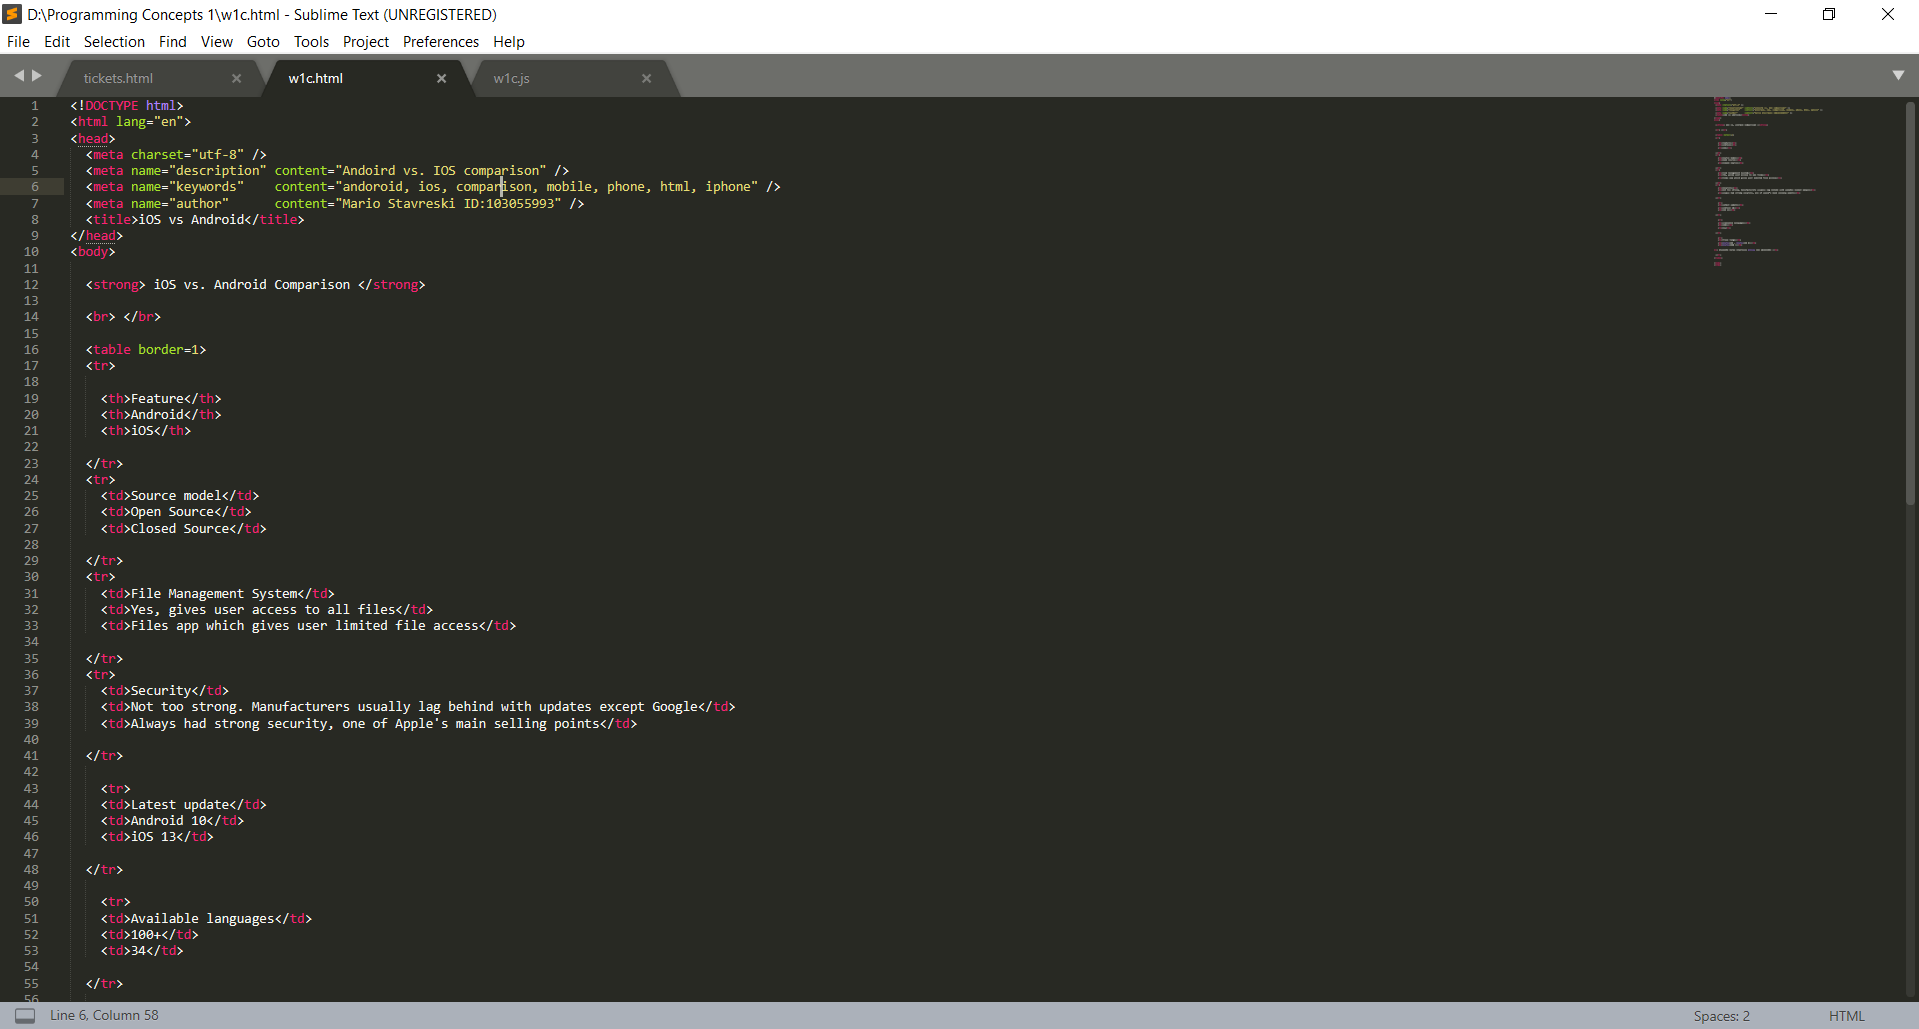 D:\Programming Concepts 1\w1c.html - Sublime Text (UNREGISTERED)
File Edit Selection Find View Goto Tools Project Preferences Help
tickets.html w1c.html w1c.js
1 <!DOCTYPE html>
2 <html lang="en">
3 <head>
4 <meta charset="utf-8" />
5 <meta name="description" content="Andoird vs. IOS comparison" />
6 <meta name="keywords" content="andoroid, ios, comparison, mobile, phone, html, iphone" />
7 <meta name="author" content="Mario Stavreski ID:103055993" />
8 <title>iOS vs Android</title>
9 </head>
10 <body>
11
12 <strong> iOS vs. Android Comparison </strong>
13
14 <br> </br>
15
16 <table border=1>
17 <tr>
18
19 <th>Feature</th>
20 <th>Android</th>
21 <th>iOS</th>
22
23 </tr>
24 <tr>
25 <td>Source model</td>
26 <td>Open Source</td>
27 <td>Closed Source</td>
28
29 </tr>
30 <tr>
31 <td>File Management System</td>
32 <td>Yes, gives user access to all files</td>
33 <td>Files app which gives user limited file access</td>
34
35 </tr>
36 <tr>
37 <td>Security</td>
38 <td>Not too strong. Manufacturers usually lag behind with updates except Google</td>
39 <td>Always had strong security, one of Apple's main selling points</td>
40
41 </tr>
42
43 <tr>
44 <td>Latest update</td>
45 <td>Android 10</td>
46 <td>iOS 13</td>
47
48 </tr>
49
50 <tr>
51 <td>Available languages</td>
52 <td>100+</td>
53 <td>34</td>
54
55 </tr>
56
Line 6, Column 58 Spaces: 2 HTML